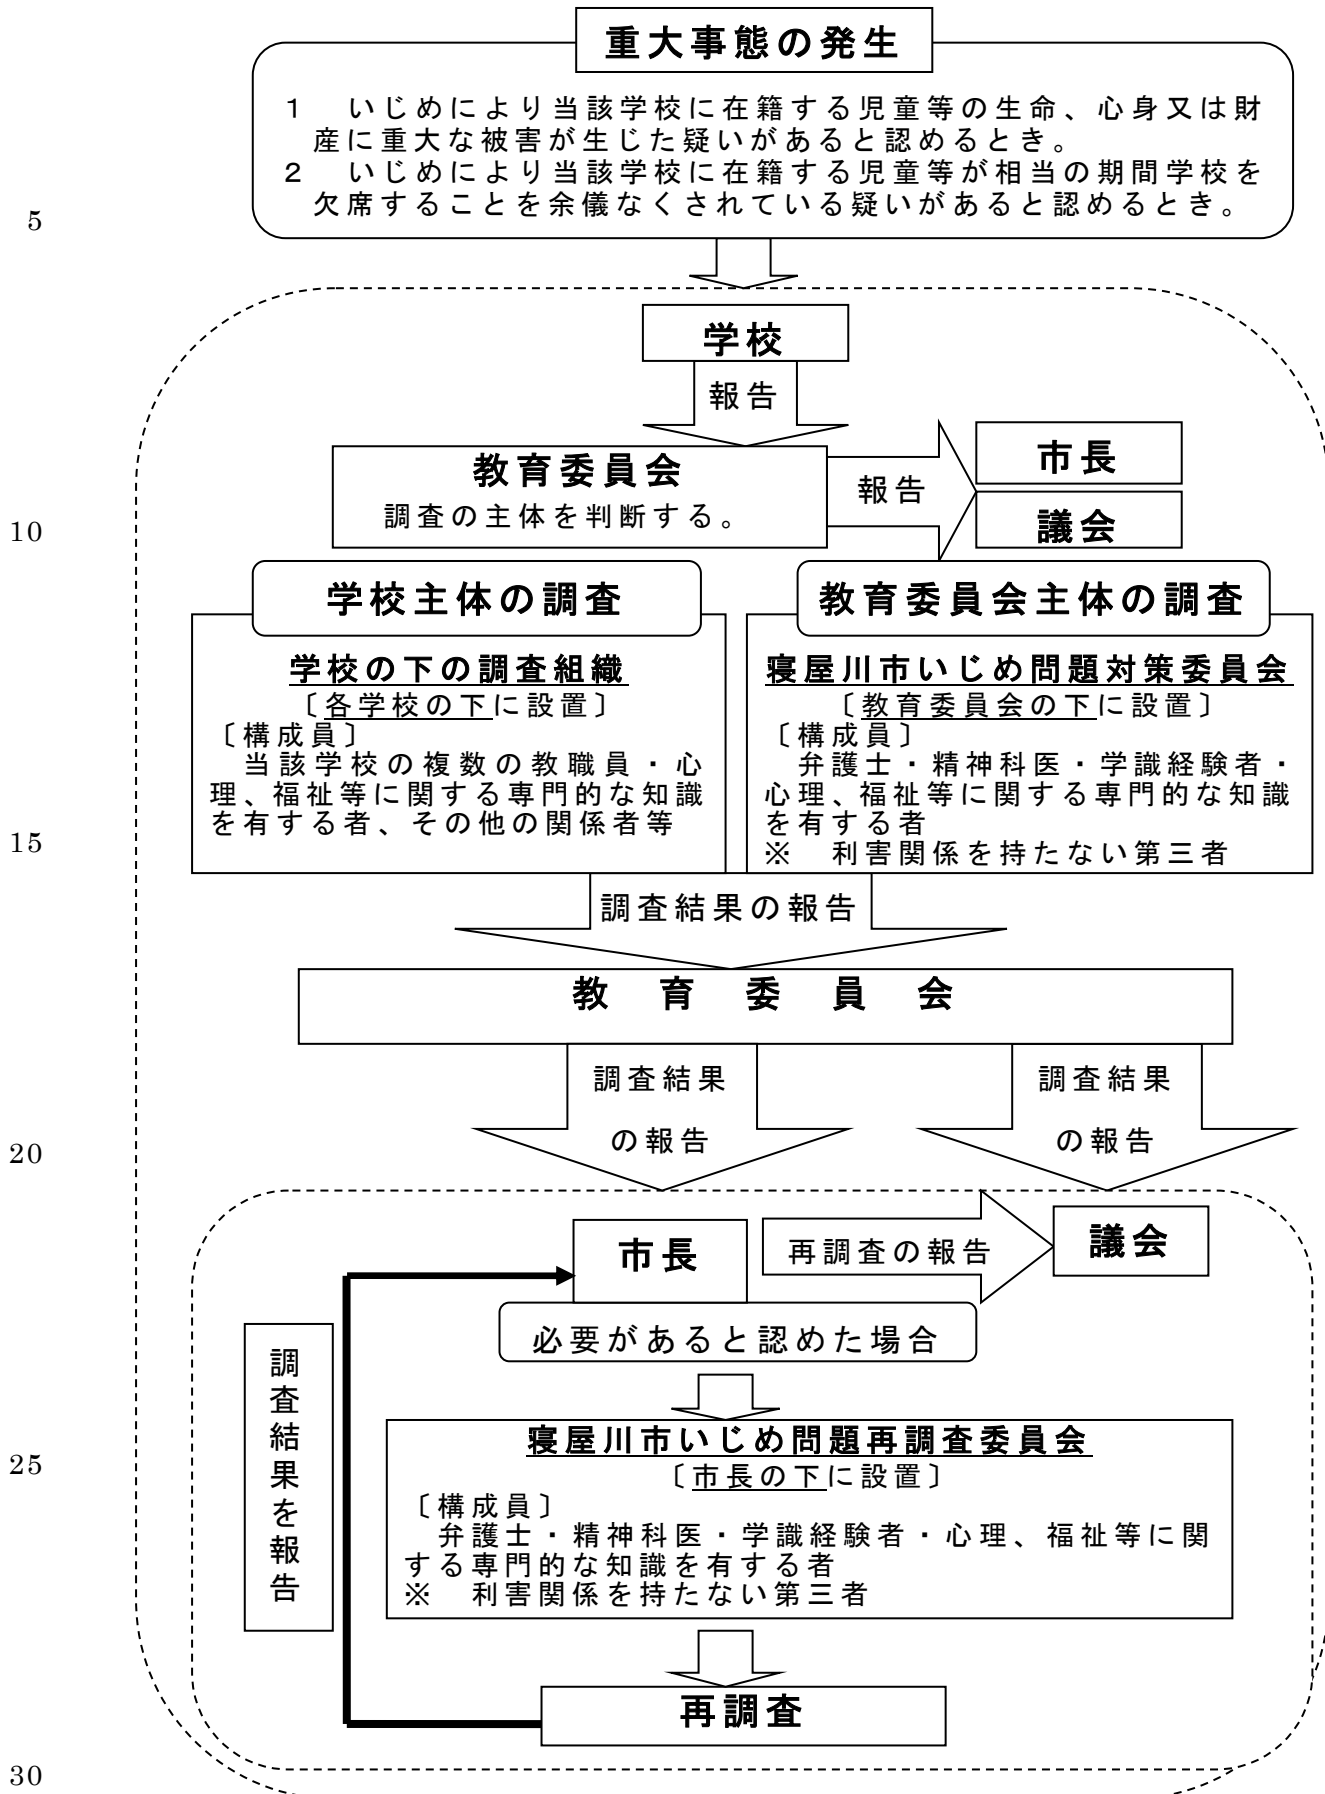 重大事態の発生
1 いじめにより当該学校に在籍する児童等の生命、心身又は財
産に重大な被害が生じた疑いがあると認めるとき。
2 いじめにより当該学校に在籍する児童等が相当の期間学校を
欠席することを余儀なくされている疑いがあると認めるとき。
5
学校
報告
教育委員会
調査の主体を判断する。
報告
市長
議会
10
学校主体の調査
学校の下の調査組織
〔各学校の下に設置〕
〔構成員〕
当該学校の複数の教職員・心
理、福祉等に関する専門的な知識
を有する者、その他の関係者等
教育委員会主体の調査
寝屋川市いじめ問題対策委員会
〔教育委員会の下に設置〕
〔構成員〕
弁護士・精神科医・学識経験者・
心理、福祉等に関する専門的な知識
を有する者
※ 利害関係を持たない第三者
15
調査結果の報告
教育委員会
調査結果
の報告
調査結果
の報告
20
市長
再調査の報告
議会
必要があると認めた場合
調査結果を報告
寝屋川市いじめ問題再調査委員会
〔市長の下に設置〕
〔構成員〕
弁護士・精神科医・学識経験者・心理、福祉等に関
する専門的な知識を有する者
※ 利害関係を持たない第三者
25
再調査
30